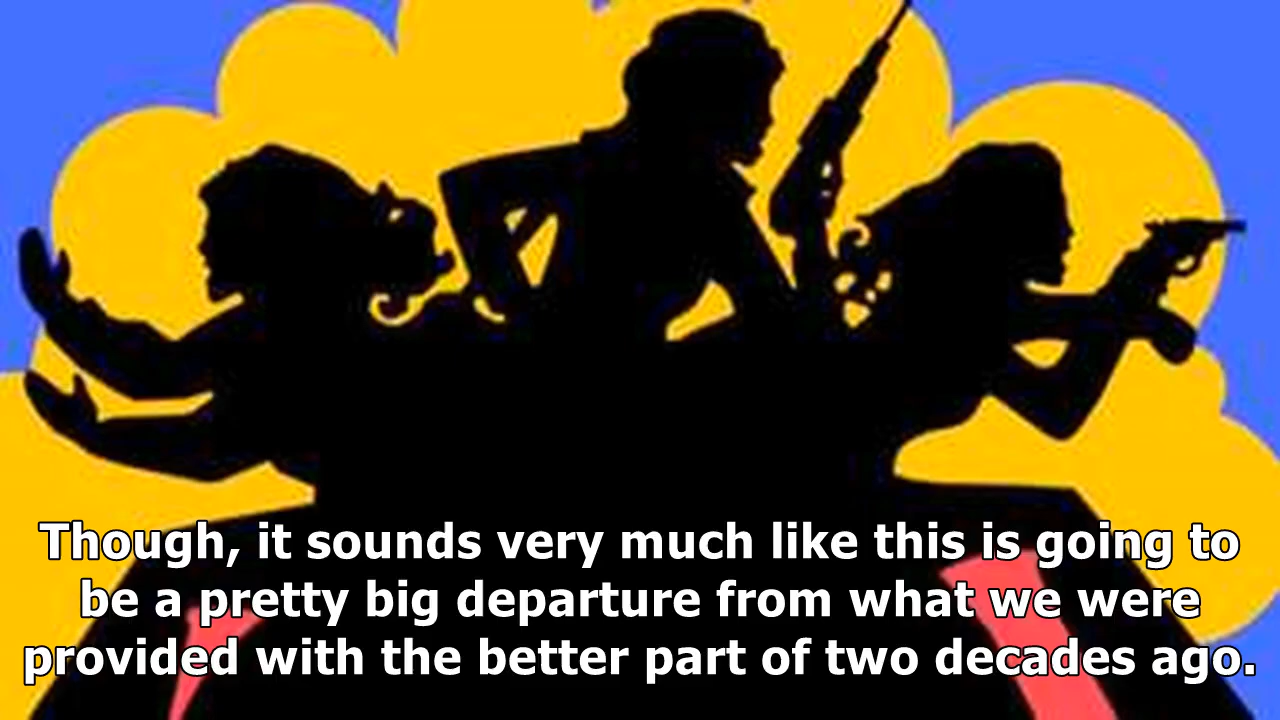 Though, it sounds very much like this is going to
be a pretty big departure from what we were
provided with the better part of two decades ago.